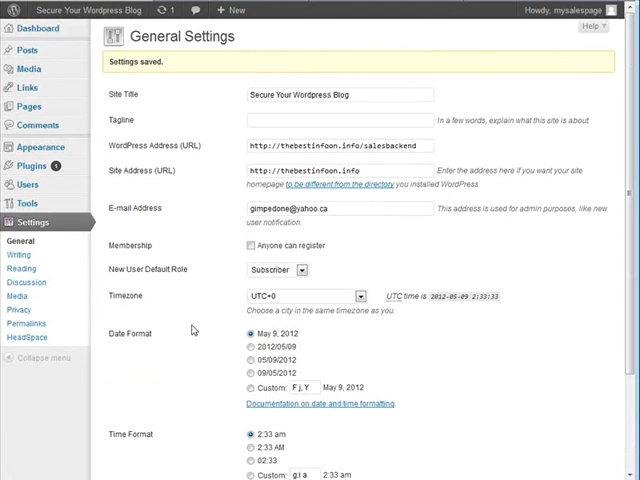 Secure Your Wordpress Blog 1 + New Howdy, mysalespage
Help
Dashboard
Posts
Media
Links
Pages
Comments
Appearance
Plugins 1
Users
Tools
Settings
General
Writing
Reading
Discussion
Media
Privacy
Permalinks
HeadSpace
Collapse menu
General Settings
Settings saved.
Site Title Secure Your Wordpress Blog
Tagline In a few words, explain what this site is about.
WordPress Address (URL) http://thebestinfoon.info/salesbackend
Site Address (URL) http://thebestinfoon.info Enter the address here if you want your site
homepage to be different from the directory you installed WordPress.
E-mail Address gimpedone@yahoo.ca This address is used for admin purposes, like new
user notification.
Membership Anyone can register
New User Default Role Subscriber
Timezone UTC+0 UTC time is 2012-05-09 2:33:33
Choose a city in the same timezone as you.
Date Format May 9, 2012
2012/05/09
05/09/2012
09/05/2012
Custom: F j, Y May 9, 2012
Documentation on date and time formatting.
Time Format 2:33 am
2:33 AM
02:33
Custom: g:i a 2:33 am